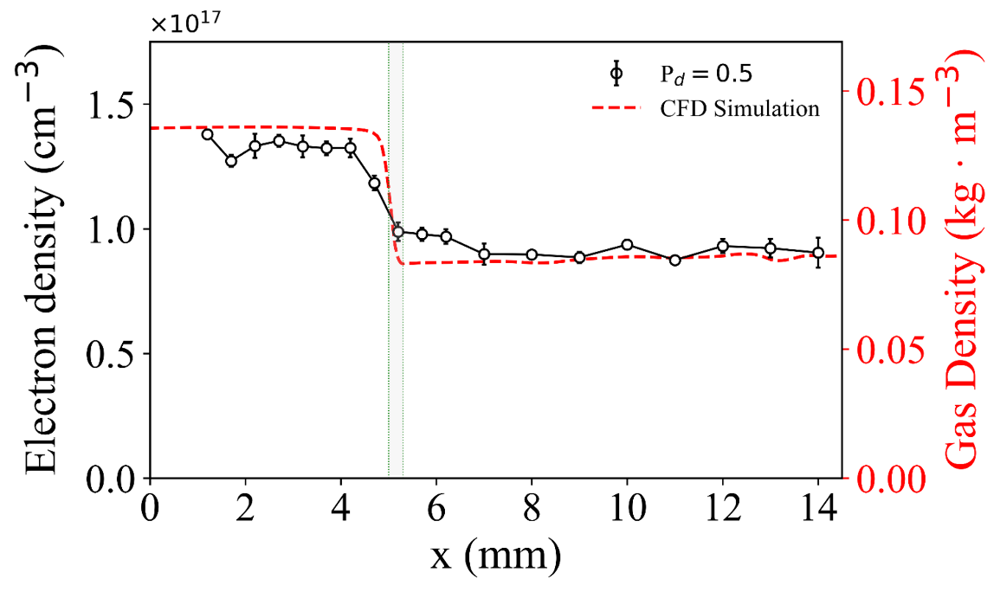 ×10¹⁷
Electron density (cm⁻³)
1.5
1.0
0.5
0.0
P_d = 0.5
CFD Simulation
0.15
0.10
0.05
0.00
Gas Density (kg · m⁻³)
0 2 4 6 8 10 12 14
x (mm)